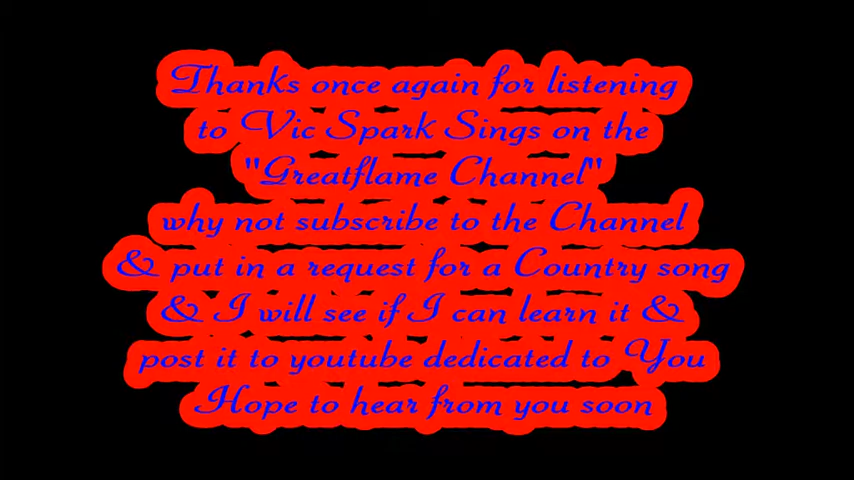 Thanks once again for listening
to Vic Spark Sings on the
"Greatflame Channel"
why not subscribe to the Channel
& put in a request for a Country song
& I will see if I can learn it &
post it to youtube dedicated to You
Hope to hear from you soon